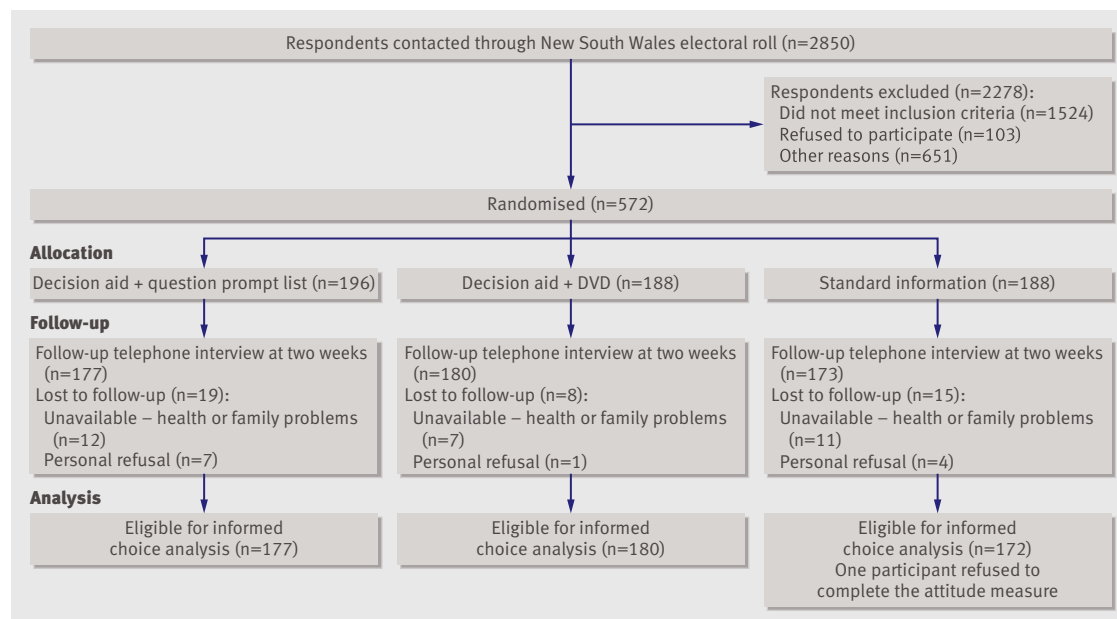 Respondents contacted through New South Wales electoral roll (n=2850)
Respondents excluded (n=2278):
Did not meet inclusion criteria (n=1524)
Refused to participate (n=103)
Other reasons (n=651)
Randomised (n=572)
Allocation
Decision aid + question prompt list (n=196)
Decision aid + DVD (n=188)
Standard information (n=188)
Follow-up
Follow-up telephone interview at two weeks
(n=177)
Lost to follow-up (n=19):
Unavailable – health or family problems
(n=12)
Personal refusal (n=7)
Follow-up telephone interview at two weeks
(n=180)
Lost to follow-up (n=8):
Unavailable – health or family problems
(n=7)
Personal refusal (n=1)
Follow-up telephone interview at two weeks
(n=173)
Lost to follow-up (n=15):
Unavailable – health or family problems
(n=11)
Personal refusal (n=4)
Analysis
Eligible for informed
choice analysis (n=177)
Eligible for informed
choice analysis (n=180)
Eligible for informed
choice analysis (n=172)
One participant refused to
complete the attitude measure